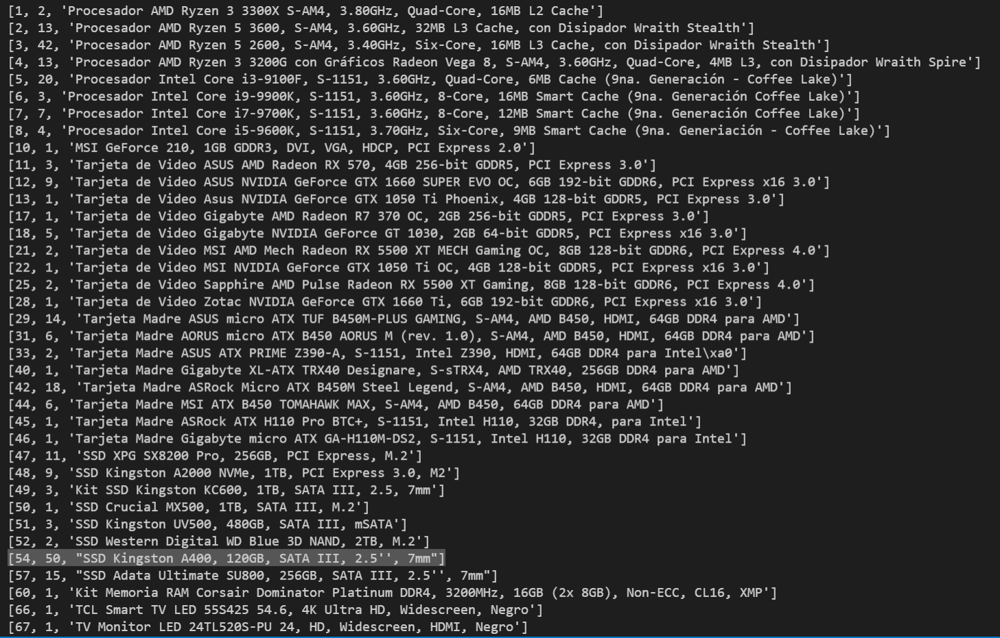 [1, 2, 'Procesador AMD Ryzen 3 3300X S-AM4, 3.80GHz, Quad-Core, 16MB L2 Cache']
[2, 13, 'Procesador AMD Ryzen 5 3600, S-AM4, 3.60GHz, 32MB L3 Cache, con Disipador Wraith Stealth']
[3, 42, 'Procesador AMD Ryzen 5 2600, S-AM4, 3.40GHz, Six-Core, 16MB L3 Cache, con Disipador Wraith Stealth']
[4, 13, 'Procesador AMD Ryzen 3 3200G con Gráficos Radeon Vega 8, S-AM4, 3.60GHz, Quad-Core, 4MB L3, con Disipador Wraith Spire']
[5, 20, 'Procesador Intel Core i3-9100F, S-1151, 3.60GHz, Quad-Core, 6MB Cache (9na. Generación - Coffee Lake)']
[6, 3, 'Procesador Intel Core i9-9900K, S-1151, 3.60GHz, 8-Core, 16MB Smart Cache (9na. Generación Coffee Lake)']
[7, 7, 'Procesador Intel Core i7-9700K, S-1151, 3.60GHz, 8-Core, 12MB Smart Cache (9na. Generación Coffee Lake)']
[8, 4, 'Procesador Intel Core i5-9600K, S-1151, 3.70GHz, Six-Core, 9MB Smart Cache (9na. Generiación - Coffee Lake)']
[10, 1, 'MSI GeForce 210, 1GB GDDR3, DVI, VGA, HDCP, PCI Express 2.0']
[11, 3, 'Tarjeta de Video ASUS AMD Radeon RX 570, 4GB 256-bit GDDR5, PCI Express 3.0']
[12, 9, 'Tarjeta de Video ASUS NVIDIA GeForce GTX 1660 SUPER EVO OC, 6GB 192-bit GDDR6, PCI Express x16 3.0']
[13, 1, 'Tarjeta de Video Asus NVIDIA GeForce GTX 1050 Ti Phoenix, 4GB 128-bit GDDR5, PCI Express 3.0']
[17, 1, 'Tarjeta de Video Gigabyte AMD Radeon R7 370 OC, 2GB 256-bit GDDR5, PCI Express 3.0']
[18, 5, 'Tarjeta de Video Gigabyte NVIDIA GeForce GT 1030, 2GB 64-bit GDDR5, PCI Express x16 3.0']
[21, 2, 'Tarjeta de Video MSI AMD Mech Radeon RX 5500 XT MECH Gaming OC, 8GB 128-bit GDDR6, PCI Express 4.0']
[22, 1, 'Tarjeta de Video MSI NVIDIA GeForce GTX 1050 Ti OC, 4GB 128-bit GDDR5, PCI Express x16 3.0']
[25, 2, 'Tarjeta de Video Sapphire AMD Pulse Radeon RX 5500 XT Gaming, 8GB 128-bit GDDR6, PCI Express 4.0']
[28, 1, 'Tarjeta de Video Zotac NVIDIA GeForce GTX 1660 Ti, 6GB 192-bit GDDR6, PCI Express x16 3.0']
[29, 14, 'Tarjeta Madre ASUS micro ATX TUF B450M-PLUS GAMING, S-AM4, AMD B450, HDMI, 64GB DDR4 para AMD']
[31, 6, 'Tarjeta Madre AORUS micro ATX B450 AORUS M (rev. 1.0), S-AM4, AMD B450, HDMI, 64GB DDR4 para AMD']
[33, 2, 'Tarjeta Madre ASUS ATX PRIME Z390-A, S-1151, Intel Z390, HDMI, 64GB DDR4 para Intel\xa0']
[40, 1, 'Tarjeta Madre Gigabyte XL-ATX TRX40 Designare, S-sTRX4, AMD TRX40, 256GB DDR4 para AMD']
[42, 18, 'Tarjeta Madre ASRock Micro ATX B450M Steel Legend, S-AM4, AMD B450, HDMI, 64GB DDR4 para AMD']
[44, 6, 'Tarjeta Madre MSI ATX B450 TOMAHAWK MAX, S-AM4, AMD B450, 64GB DDR4 para AMD']
[45, 1, 'Tarjeta Madre ASRock ATX H110 Pro BTC+, S-1151, Intel H110, 32GB DDR4, para Intel']
[46, 1, 'Tarjeta Madre Gigabyte micro ATX GA-H110M-DS2, S-1151, Intel H110, 32GB DDR4 para Intel']
[47, 11, 'SSD XPG SX8200 Pro, 256GB, PCI Express, M.2']
[48, 9, 'SSD Kingston A2000 NVMe, 1TB, PCI Express 3.0, M2']
[49, 3, 'Kit SSD Kingston KC600, 1TB, SATA III, 2.5, 7mm']
[50, 1, 'SSD Crucial MX500, 1TB, SATA III, M.2']
[51, 3, 'SSD Kingston UV500, 480GB, SATA III, mSATA']
[52, 2, 'SSD Western Digital WD Blue 3D NAND, 2TB, M.2']
[54, 50, "SSD Kingston A400, 120GB, SATA III, 2.5'', 7mm"]
[57, 15, "SSD Adata Ultimate SU800, 256GB, SATA III, 2.5'', 7mm"]
[60, 1, 'Kit Memoria RAM Corsair Dominator Platinum DDR4, 3200MHz, 16GB (2x 8GB), Non-ECC, CL16, XMP']
[66, 1, 'TCL Smart TV LED 55S425 54.6, 4K Ultra HD, Widescreen, Negro']
[67, 1, 'TV Monitor LED 24TL520S-PU 24, HD, Widescreen, HDMI, Negro']